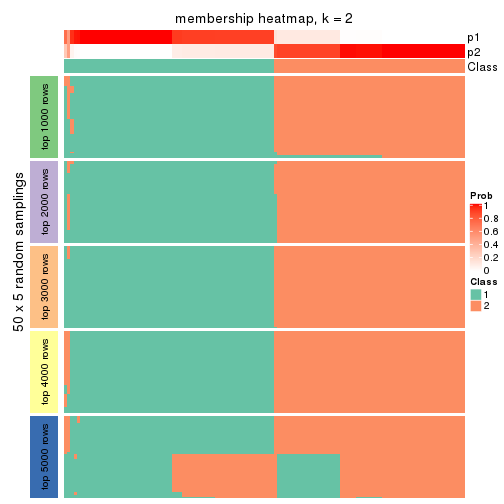 membership heatmap, k = 2
p1
p2
Class
50 x 5 random samplings
top 1000 rows
top 2000 rows
top 3000 rows
top 4000 rows
top 5000 rows
Prob
1
0.8
0.6
0.4
0.2
0
Class
1
2